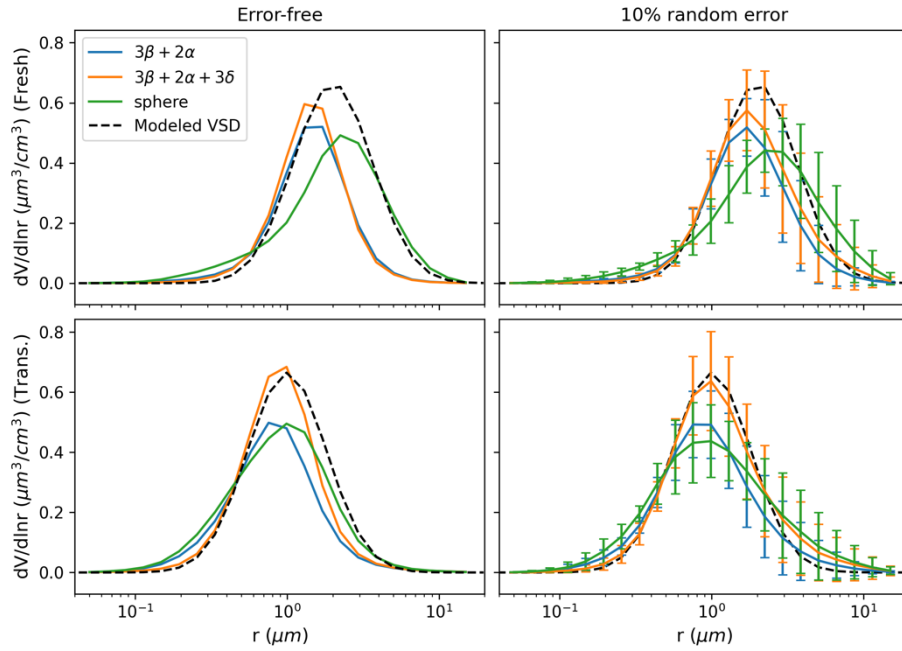 Error-free
10% random error
dV/dlnr (μm³/cm³) (Fresh)
0.8
0.6
0.4
0.2
0.0
3β + 2α
3β + 2α + 3δ
sphere
Modeled VSD
dV/dlnr (μm³/cm³) (Trans.)
0.8
0.6
0.4
0.2
0.0
10⁻¹
10⁰
10¹
r (μm)
10⁻¹
10⁰
10¹
r (μm)